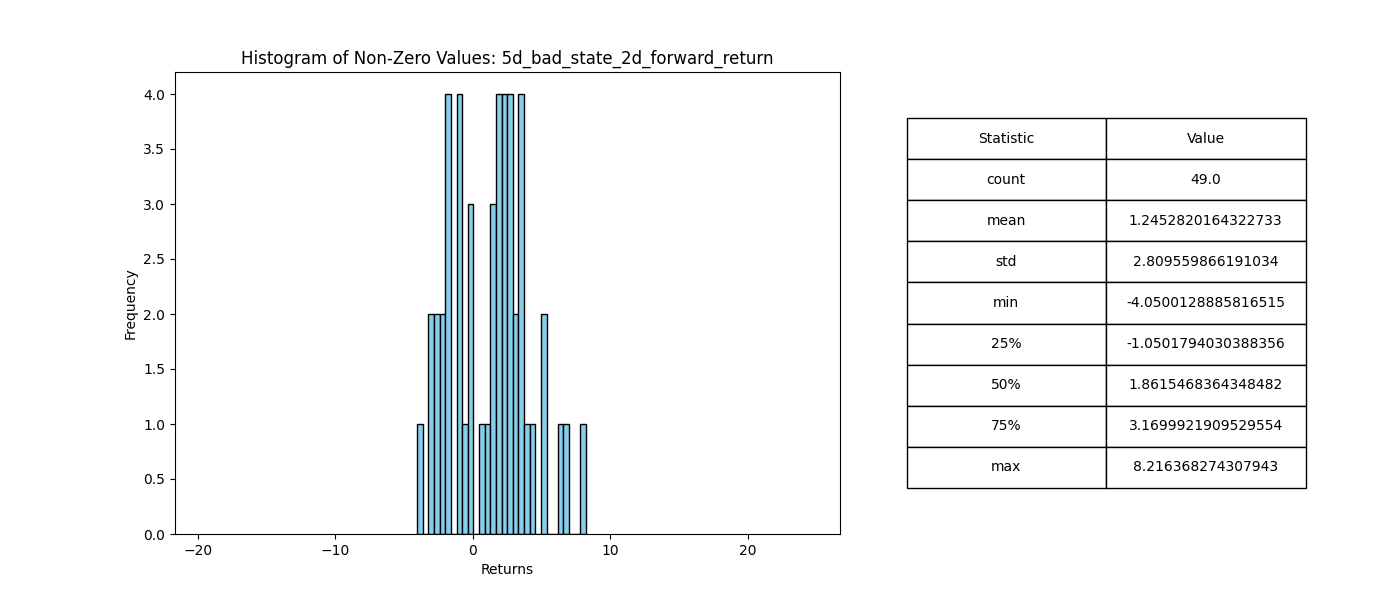 Histogram of Non-Zero Values: 5d_bad_state_2d_forward_return
4.0
3.5
3.0
2.5
2.0
1.5
1.0
0.5
0.0
Frequency
−20
−10
0
10
20
Returns
Statistic Value
count 49.0
mean 1.2452820164322733
std 2.809559866191034
min -4.0500128885816515
25% -1.0501794030388356
50% 1.8615468364348482
75% 3.1699921909529554
max 8.216368274307943